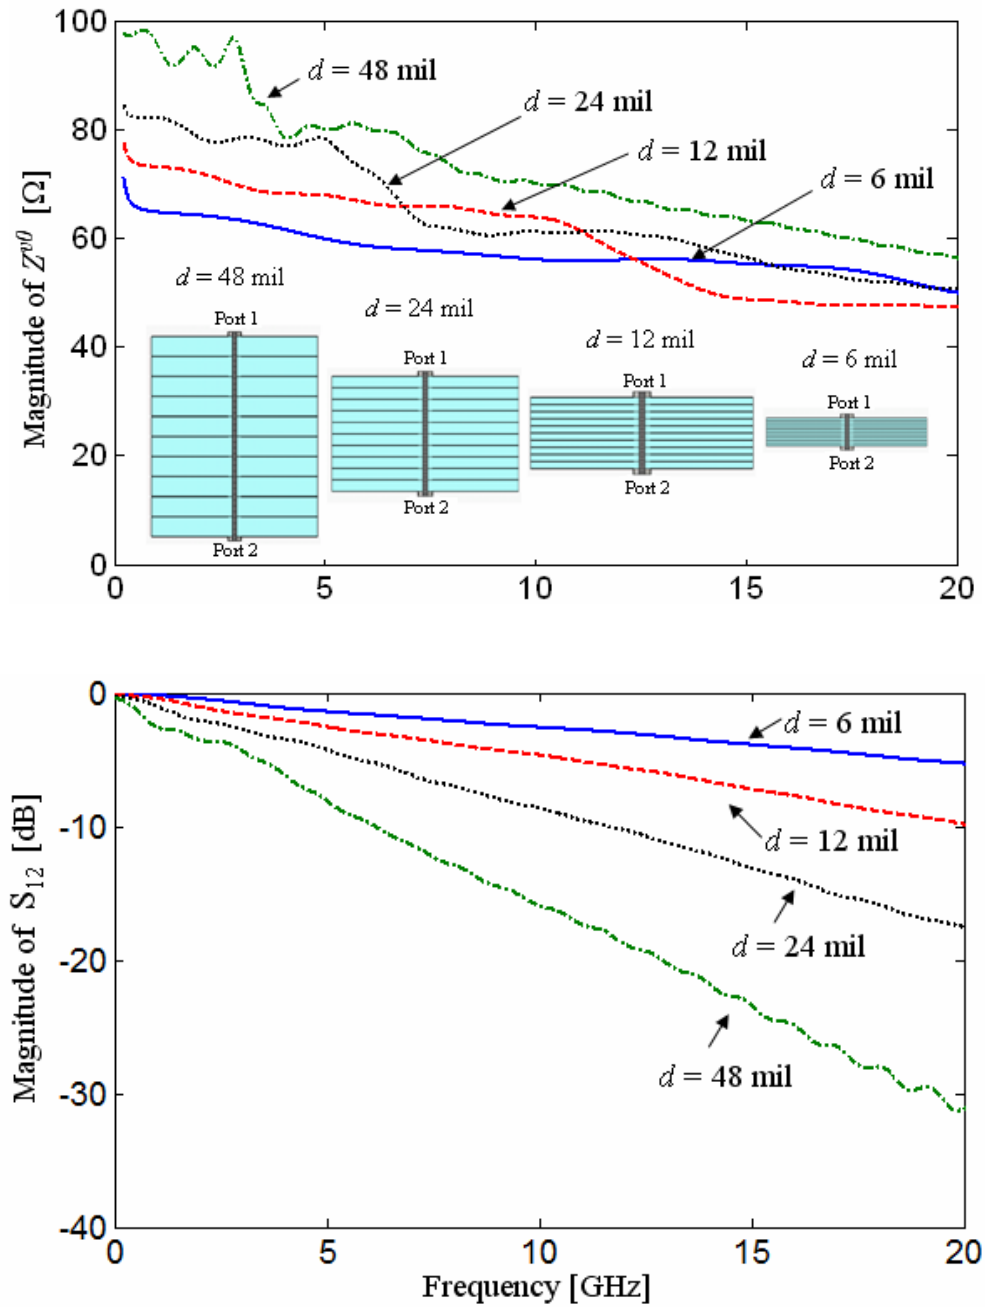 100
80
60
40
20
0
Magnitude of Z^{vθ} [Ω]
d = 48 mil
d = 24 mil
d = 12 mil
d = 6 mil
d = 48 mil
d = 24 mil
d = 12 mil
d = 6 mil
Port 1
Port 1
Port 1
Port 1
Port 2
Port 2
Port 2
Port 2
0 5 10 15 20
0
-10
-20
-30
-40
Magnitude of S₁₂ [dB]
d = 6 mil
d = 12 mil
d = 24 mil
d = 48 mil
0 5 10 15 20
Frequency [GHz]